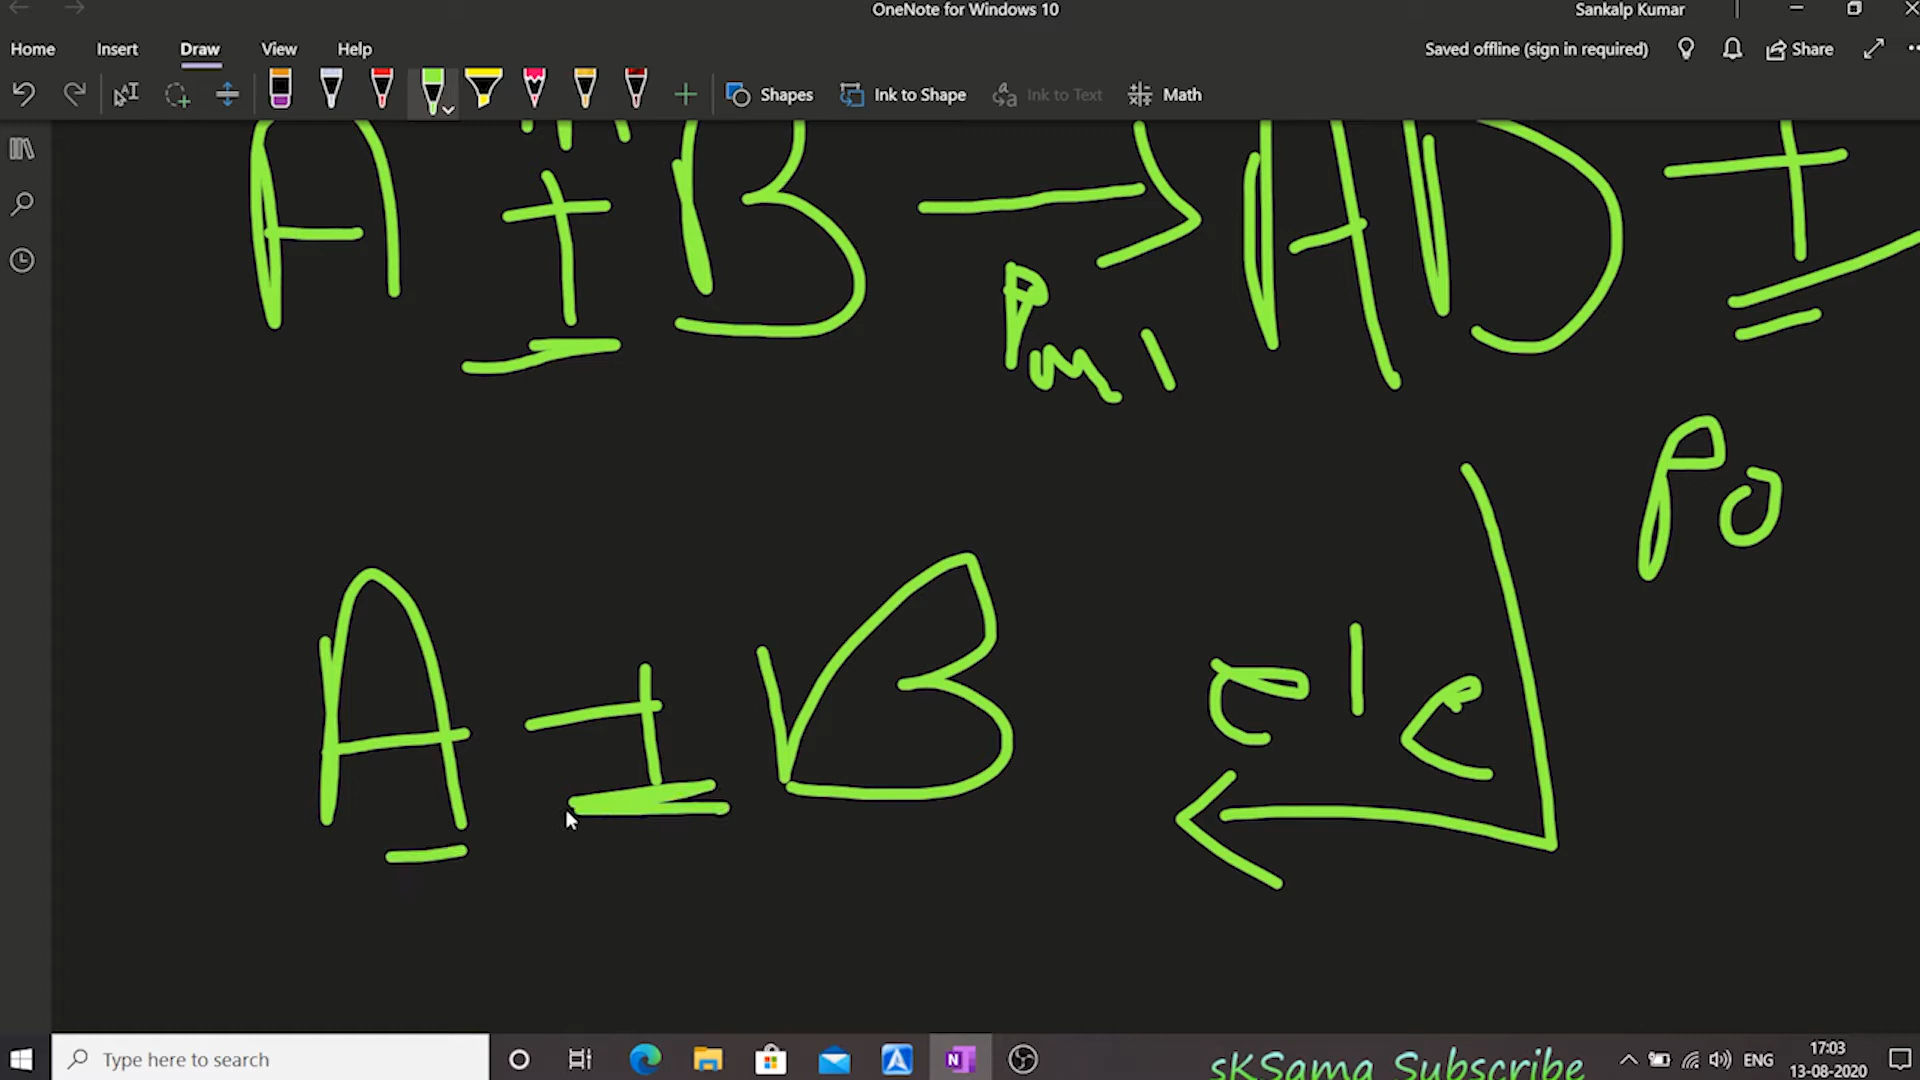 OneNote for Windows 10
Sankalp Kumar
Home Insert Draw View Help
Saved offline (sign in required) Share
Shapes Ink to Shape Ink to Text Math
A + B → AD +
Po
A + B
ele
Type here to search
sKSama Subscribe
ENG
17:03
13-08-2020